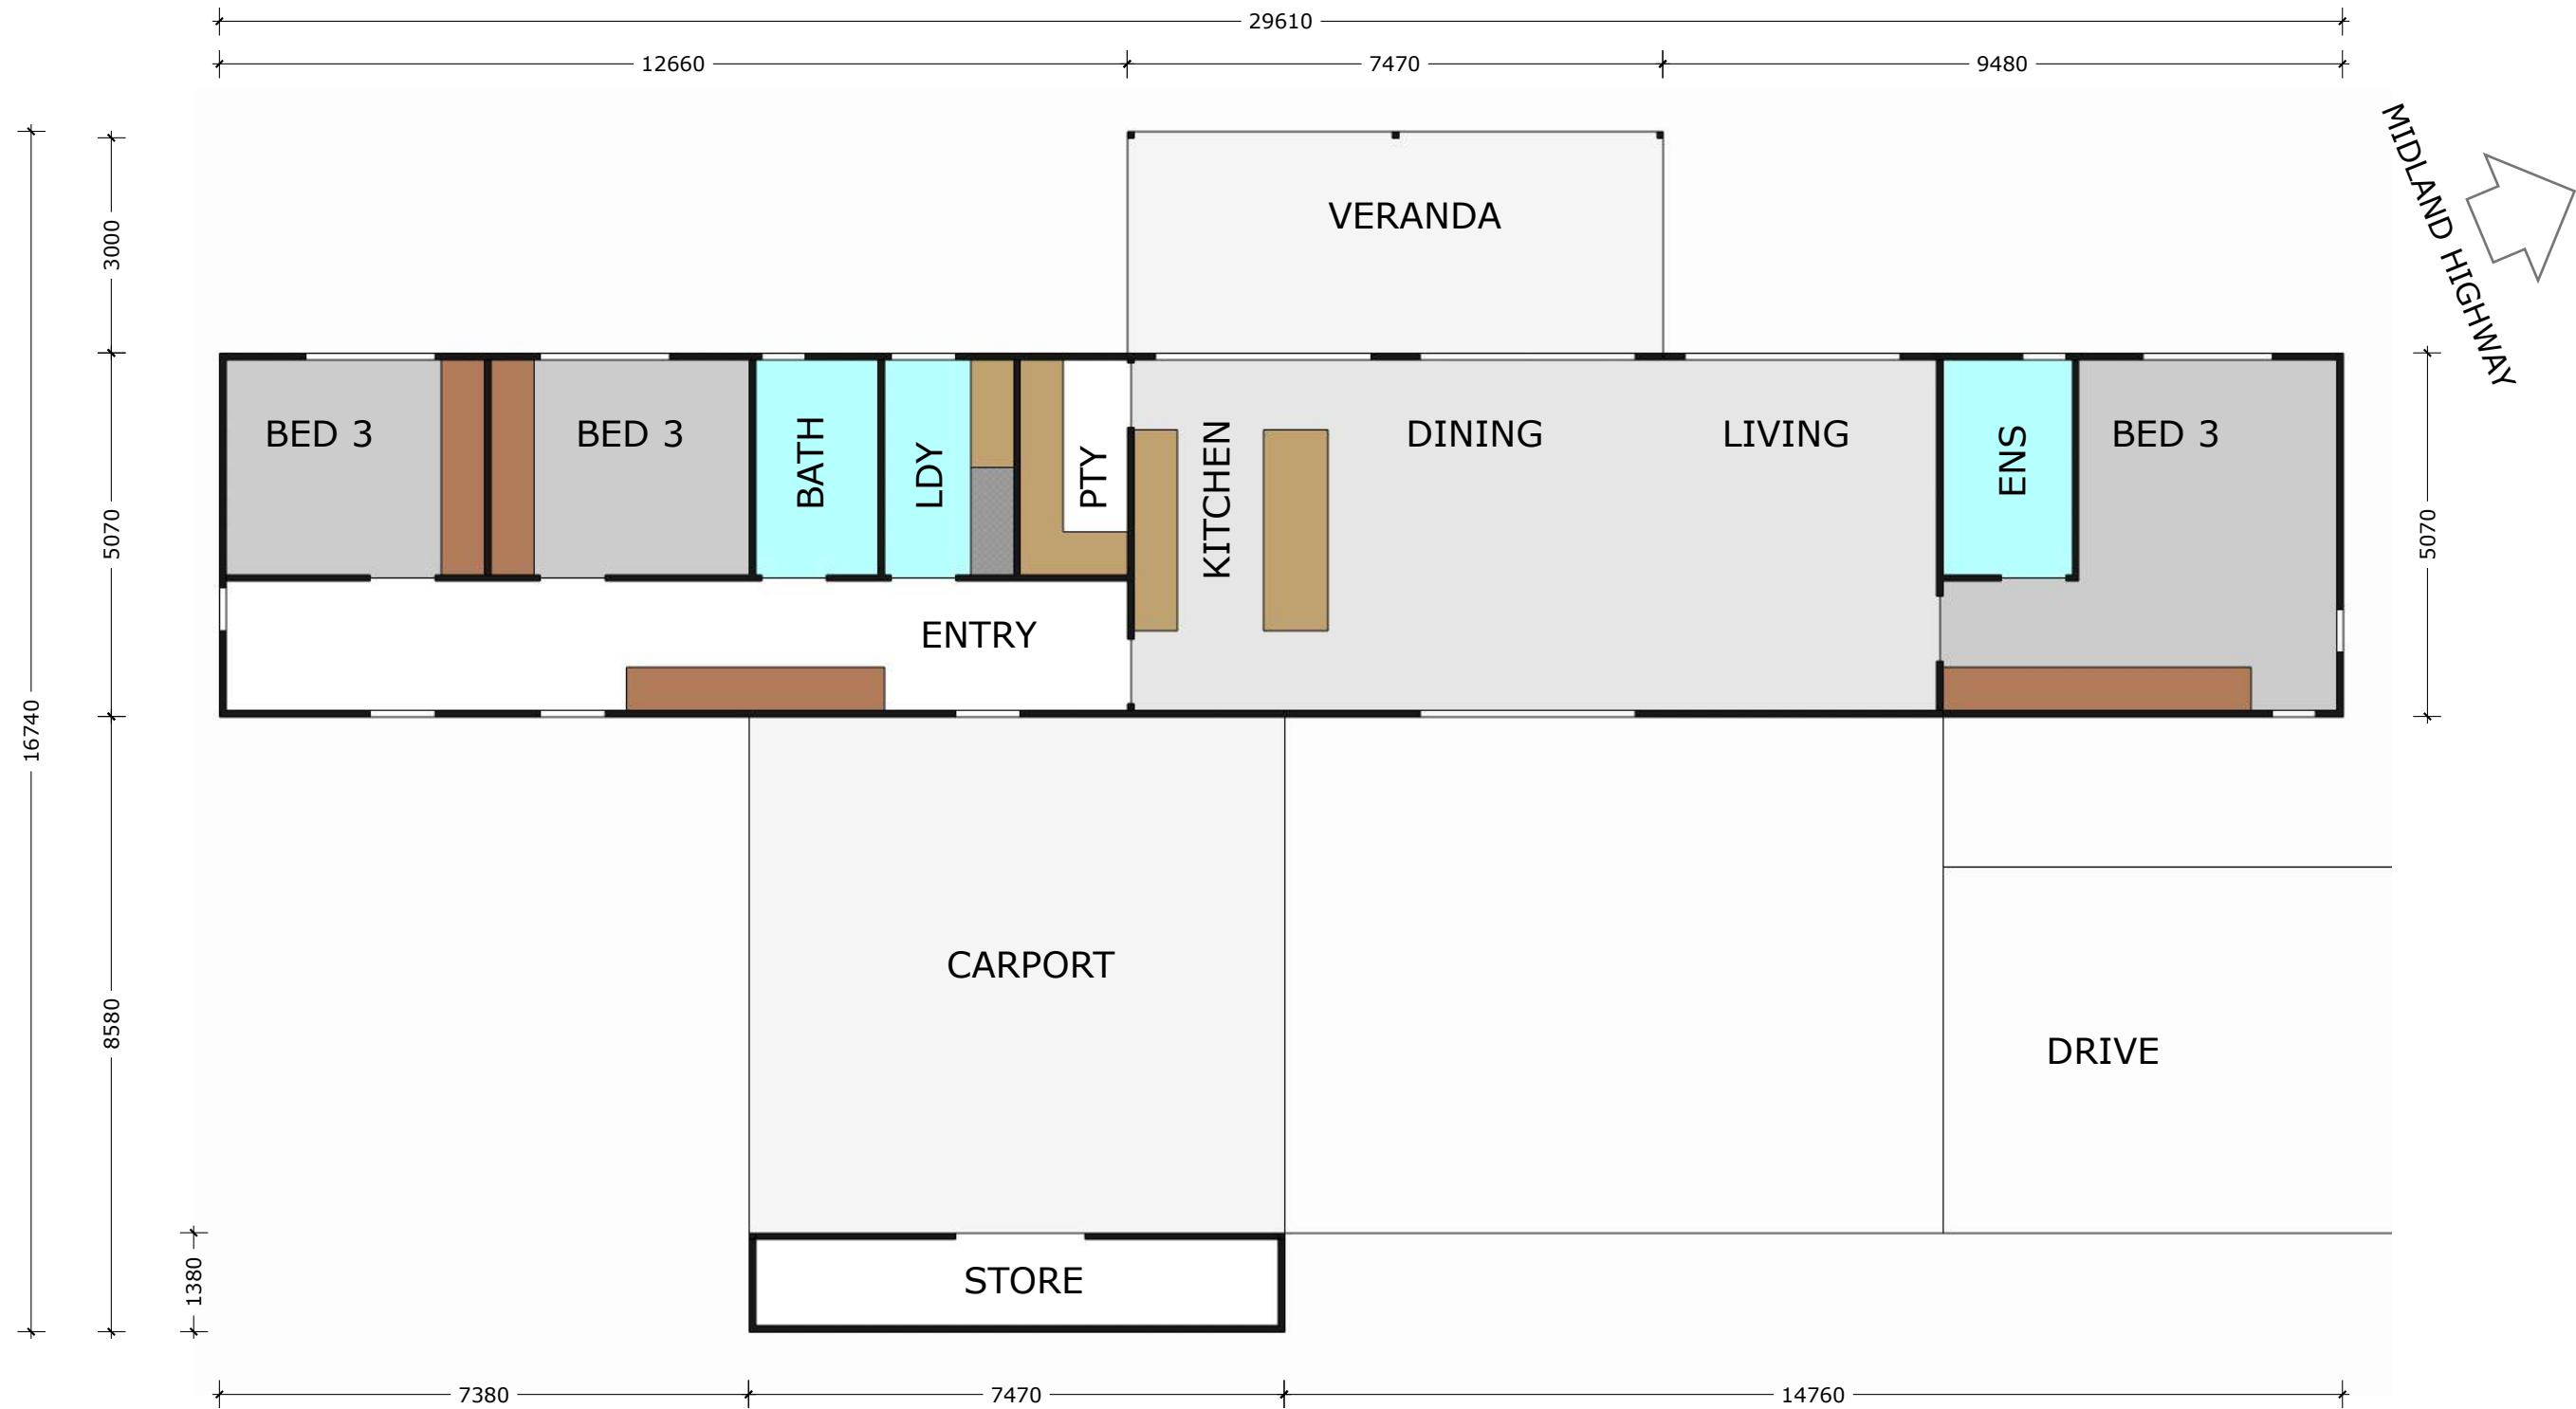 29610
12660
7470
9480
MIDLAND HIGHWAY
VERANDA
3000
BED 3
BED 3
BATH
LDY
PTY
KITCHEN
DINING
LIVING
ENS
BED 3
5070
5070
ENTRY
16740
CARPORT
8580
DRIVE
1380
STORE
7380
7470
14760